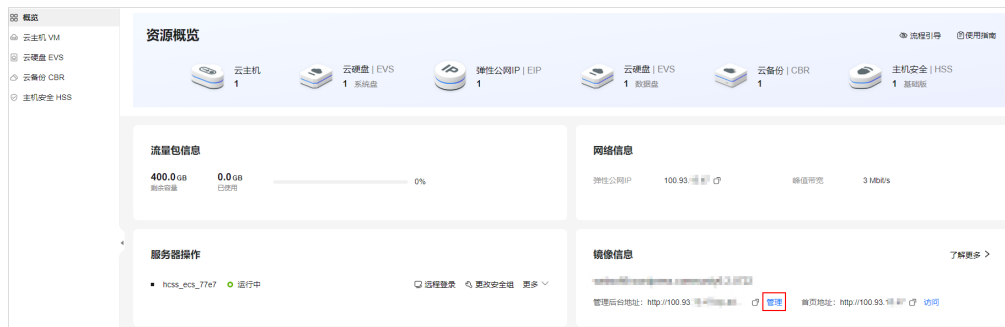 概览
云主机 VM
云硬盘 EVS
云备份 CBR
主机安全 HSS
资源概览
流程引导 使用指南
云主机 云硬盘 | EVS 弹性公网IP | EIP 云硬盘 | EVS 云备份 | CBR 主机安全 | HSS
1 1 系统盘 1 1 数据盘 1 1 基础版
流量包信息
400.0 GB 0.0 GB
剩余容量 已使用 0%
网络信息
弹性公网IP 100.93. 峰值带宽 3 Mbit/s
服务器操作
hcss_ecs_77e7 运行中 远程登录 更改安全组 更多
镜像信息 了解更多 >
管理后台地址: http://100.93 管理 首页地址: http://100.93. 访问